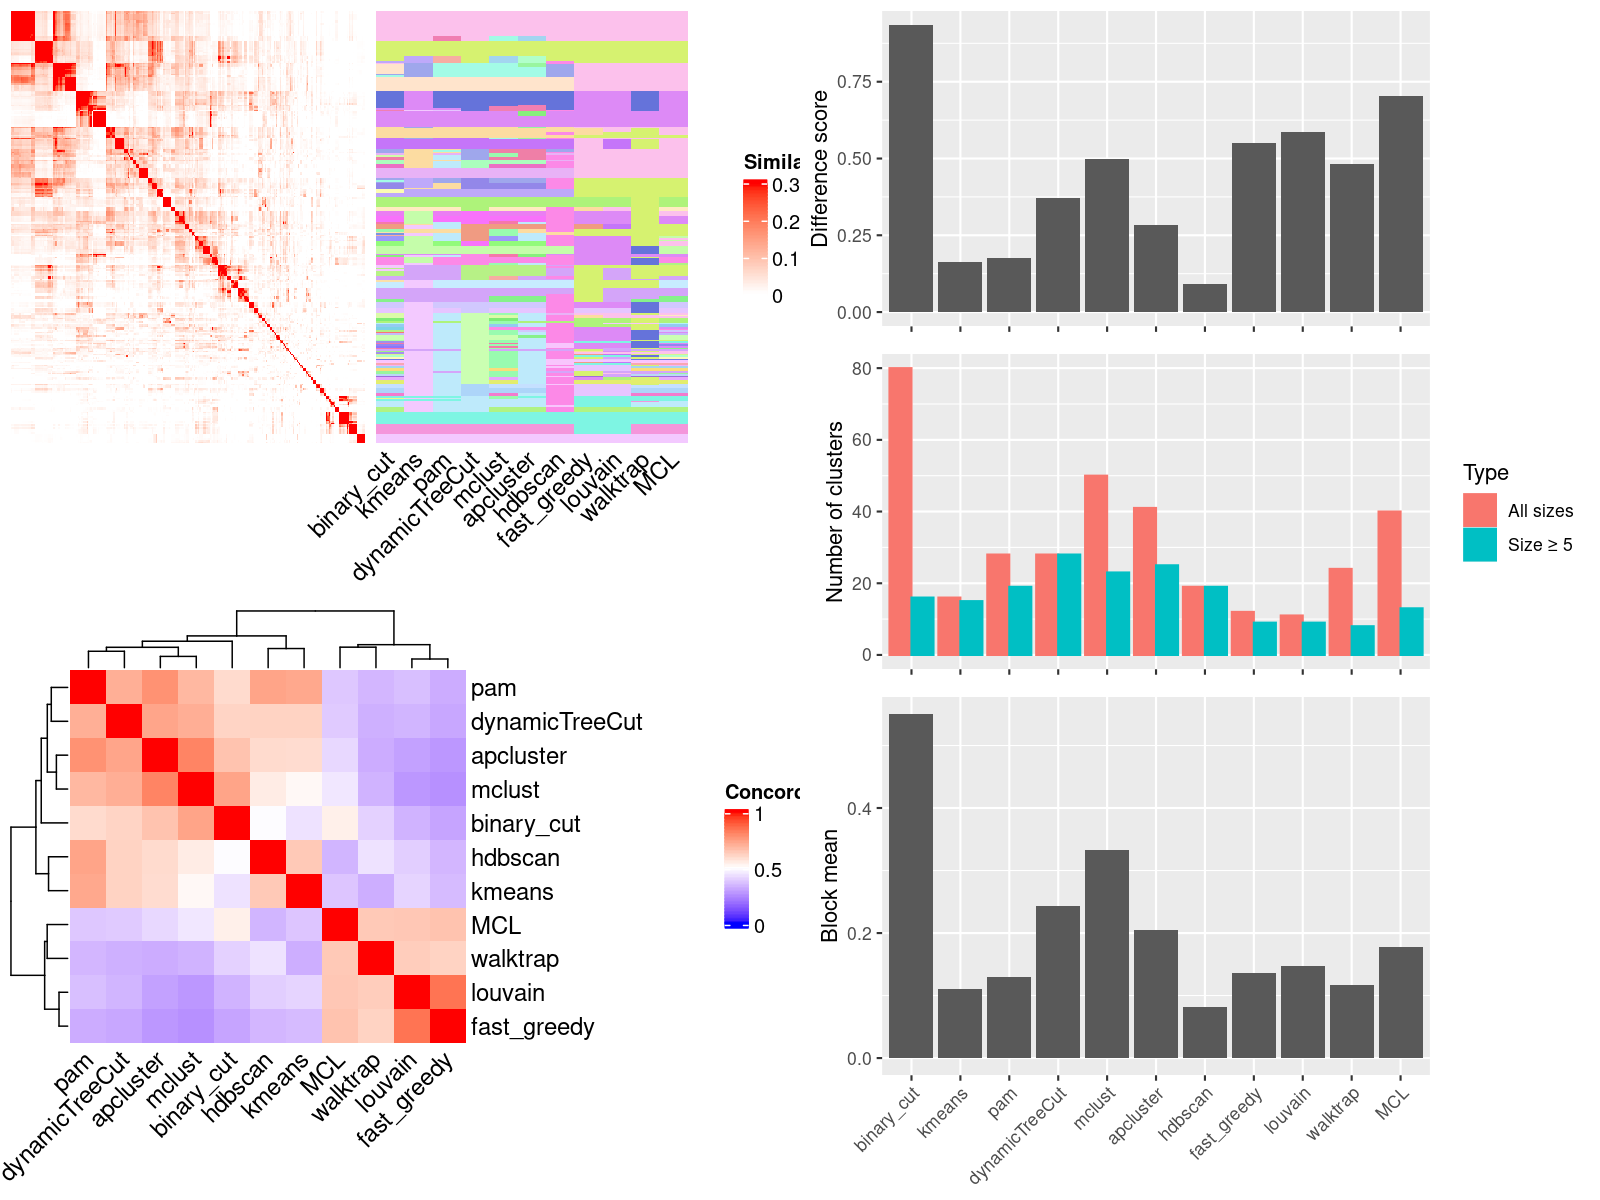 Simila
0.3
0.2
0.1
0
binary_cut
kmeans
pam
dynamicTreeCut
mclust
apcluster
hdbscan
fast_greedy
louvain
walktrap
MCL
Difference score
0.75
0.50
0.25
0.00
Number of clusters
80
60
40
20
0
Type
All sizes
Size ≥ 5
Block mean
0.4
0.2
0.0
binary_cut
kmeans
pam
dynamicTreeCut
mclust
apcluster
hdbscan
fast_greedy
louvain
walktrap
MCL
pam
dynamicTreeCut
apcluster
mclust
binary_cut
hdbscan
kmeans
MCL
walktrap
louvain
fast_greedy
Concord
1
0.5
0
pam
dynamicTreeCut
apcluster
mclust
binary_cut
hdbscan
kmeans
MCL
walktrap
louvain
fast_greedy